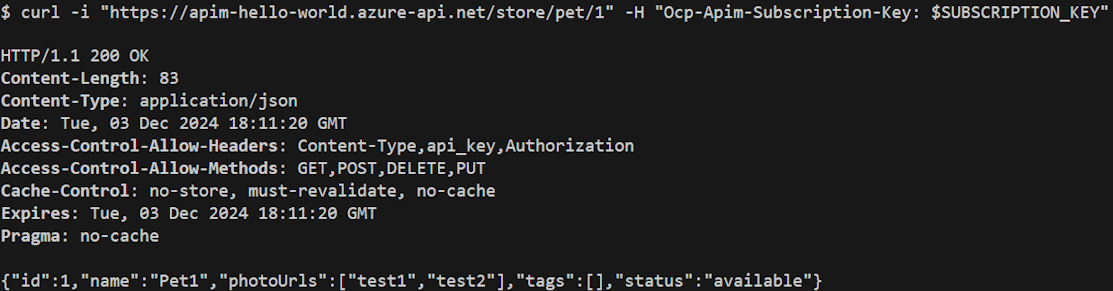 $ curl -i "https://apim-hello-world.azure-api.net/store/pet/1" -H "Ocp-Apim-Subscription-Key: $SUBSCRIPTION_KEY"
HTTP/1.1 200 OK
Content-Length: 83
Content-Type: application/json
Date: Tue, 03 Dec 2024 18:11:20 GMT
Access-Control-Allow-Headers: Content-Type,api_key,Authorization
Access-Control-Allow-Methods: GET,POST,DELETE,PUT
Cache-Control: no-store, must-revalidate, no-cache
Expires: Tue, 03 Dec 2024 18:11:20 GMT
Pragma: no-cache
{"id":1,"name":"Pet1","photoUrls":["test1","test2"],"tags":[],"status":"available"}